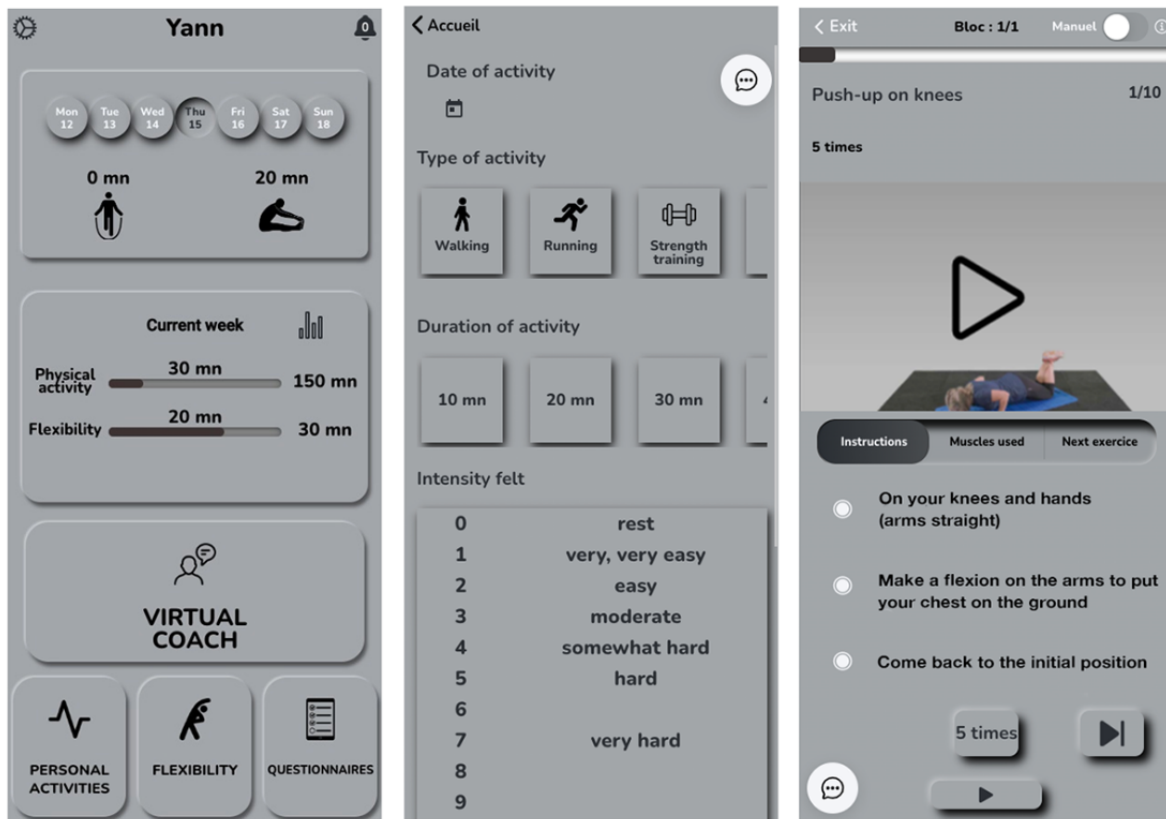 Yann
0
Mon Tue Wed Thu Fri Sat Sun
12 13 14 15 16 17 18
0 mn 20 mn
Current week
30 mn
Physical
activity
150 mn
20 mn
Flexibility
30 mn
VIRTUAL
COACH
PERSONAL
ACTIVITIES
FLEXIBILITY
QUESTIONNAIRES
Accueil
Date of activity
Type of activity
Walking
Running
Strength
training
Duration of activity
10 mn
20 mn
30 mn
Intensity felt
0 rest
1 very, very easy
2 easy
3 moderate
4 somewhat hard
5 hard
6
7 very hard
8
9
Exit
Bloc : 1/1
Manuel
Push-up on knees
1/10
5 times
Instructions
Muscles used
Next exercice
On your knees and hands
(arms straight)
Make a flexion on the arms to put
your chest on the ground
Come back to the initial position
5 times